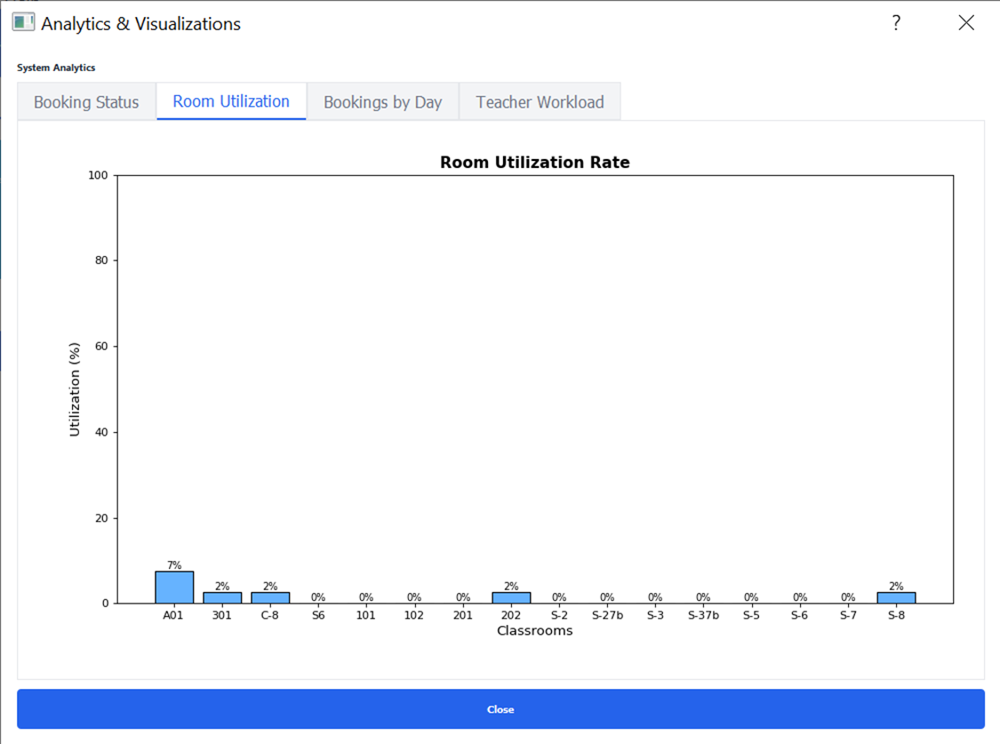 Analytics & Visualizations ?
System Analytics
Booking Status Room Utilization Bookings by Day Teacher Workload
Room Utilization Rate
100
80
60
40
20
0
Utilization (%)
7% 2% 2% 0% 0% 0% 0% 2% 0% 0% 0% 0% 0% 0% 0% 2%
A01 301 C-8 S6 101 102 201 202 S-2 S-27b S-3 S-37b S-5 S-6 S-7 S-8
Classrooms
Close